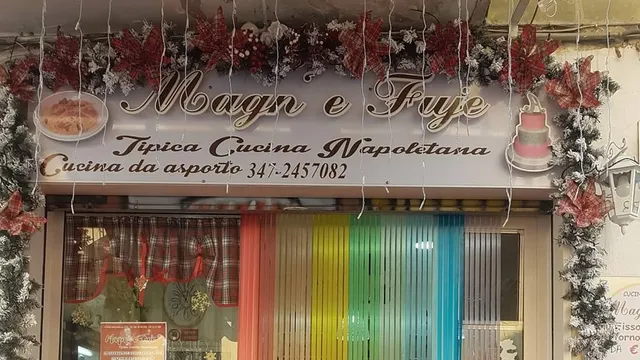 Magn' e Fuje
Tipica Cucina Napoletana
Cucina da asporto 347-2457082